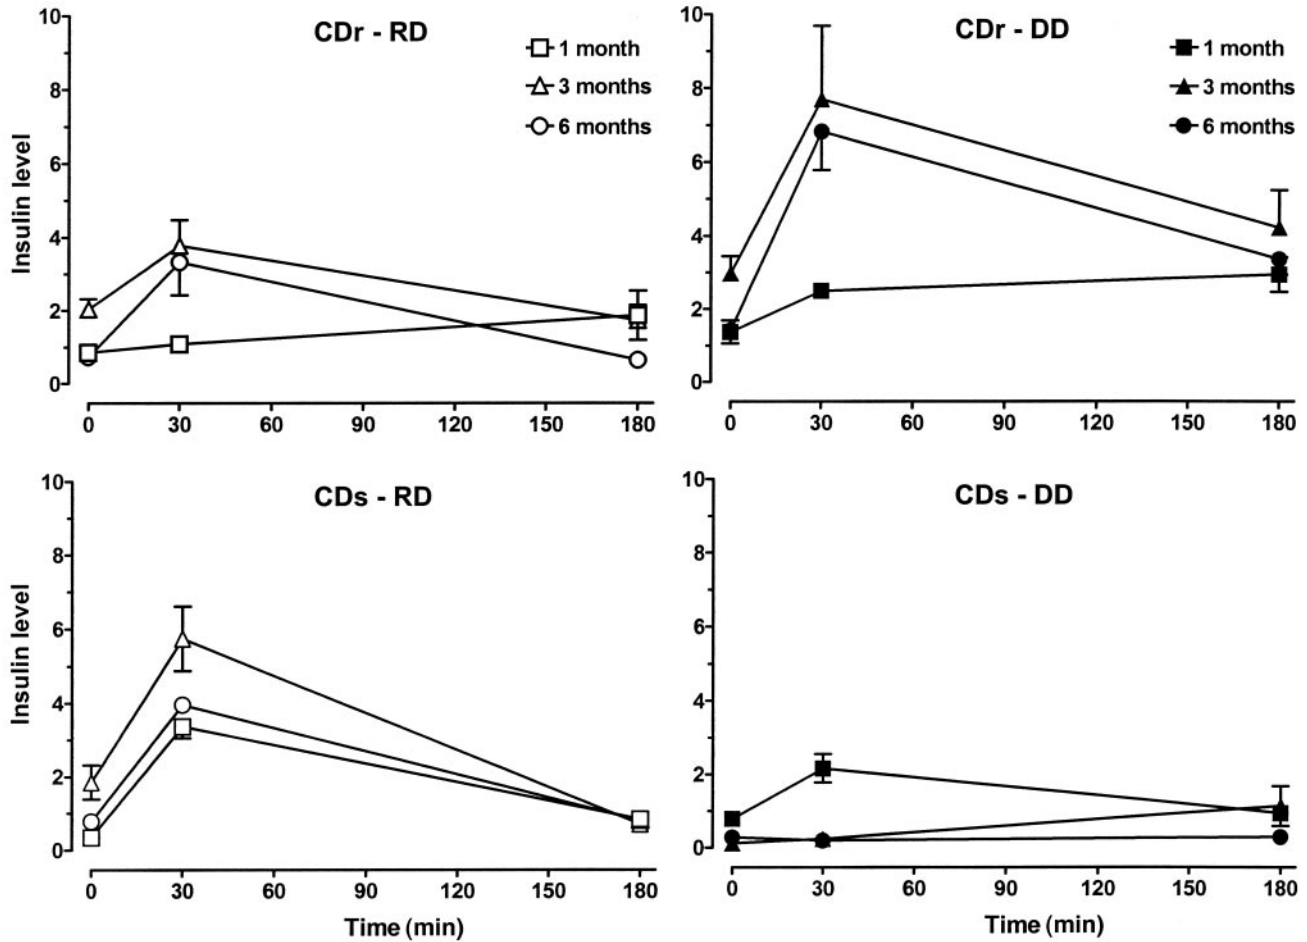 CDr - RD
1 month
3 months
6 months
Insulin level
10
8
6
4
2
0
0 30 60 90 120 150 180
CDr - DD
1 month
3 months
6 months
10
8
6
4
2
0
0 30 60 90 120 150 180
CDs - RD
Insulin level
10
8
6
4
2
0
0 30 60 90 120 150 180
Time (min)
CDs - DD
10
8
6
4
2
0
0 30 60 90 120 150 180
Time (min)